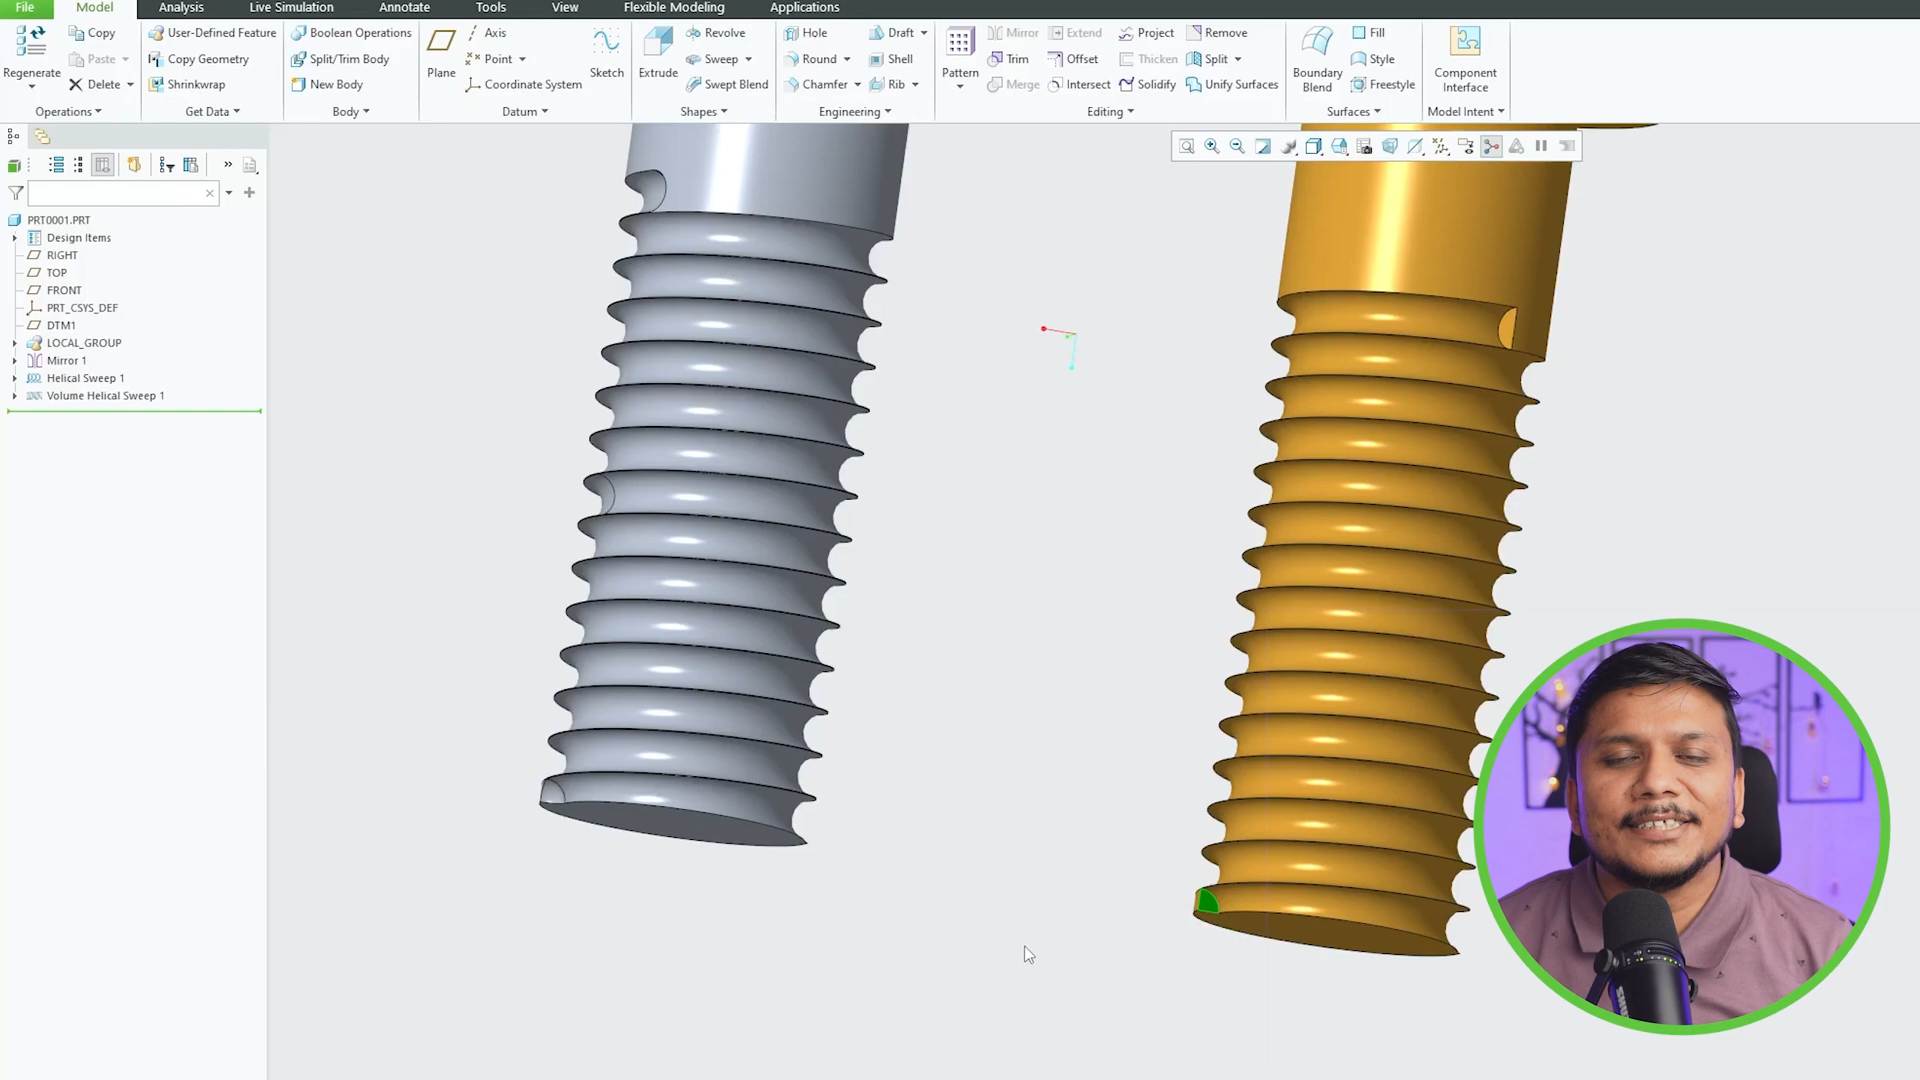 File Model Analysis Live Simulation Annotate Tools View Flexible Modeling Applications
Regenerate
Copy
Paste
Delete
Operations
User-Defined Feature
Copy Geometry
Shrinkwrap
Get Data
Boolean Operations
Split/Trim Body
New Body
Body
Plane
Axis
Point
Coordinate System
Sketch
Datum
Extrude
Revolve
Sweep
Swept Blend
Shapes
Hole
Round
Chamfer
Draft
Shell
Rib
Engineering
Pattern
Mirror
Trim
Merge
Extend
Offset
Intersect
Project
Thicken
Solidify
Remove
Split
Unify Surfaces
Editing
Boundary
Blend
Fill
Style
Freestyle
Surfaces
Component
Interface
Model Intent
PRT0001.PRT
Design Items
RIGHT
TOP
FRONT
PRT_CSYS_DEF
DTM1
LOCAL_GROUP
Mirror 1
Helical Sweep 1
Volume Helical Sweep 1